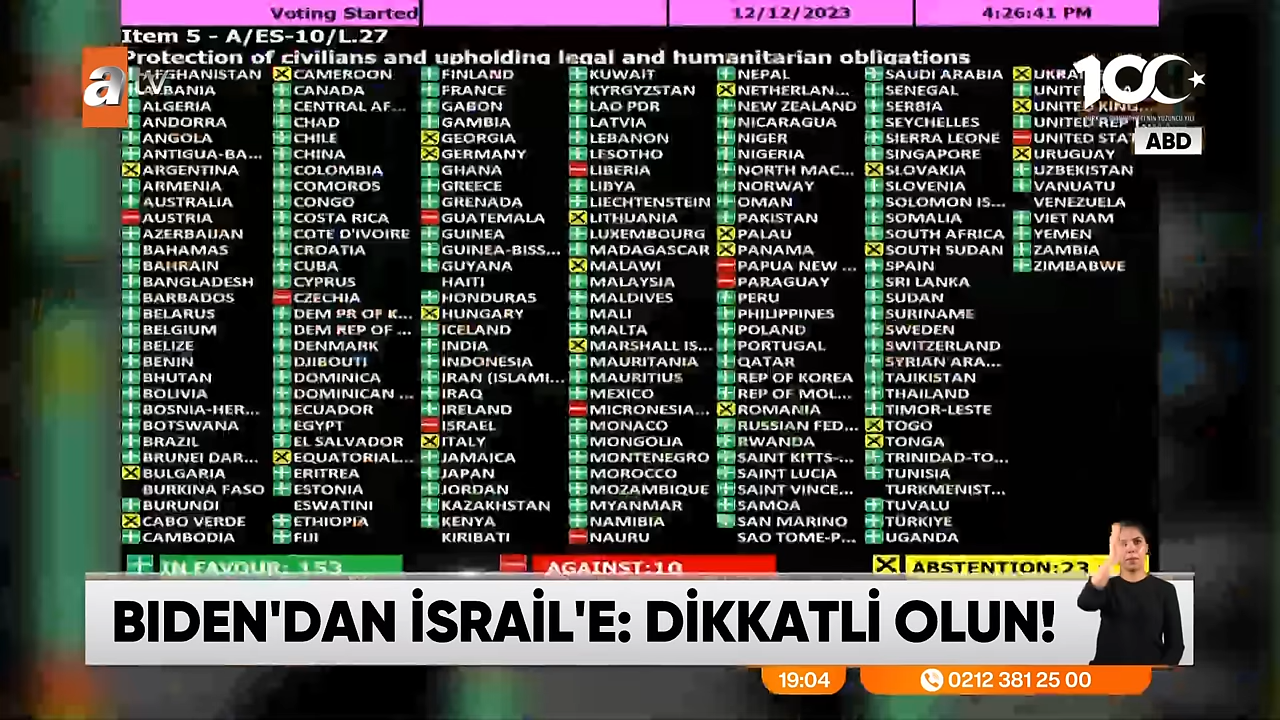 Voting Started 12/12/2023 4:26:41 PM
Item 5 - A/ES-10/L.27
Protection of civilians and upholding legal and humanitarian obligations
AFGHANISTAN CAMEROON FINLAND KUWAIT NEPAL SAUDI ARABIA
ALBANIA CANADA FRANCE KYRGYZSTAN NETHERLAN... SENEGAL
ALGERIA CENTRAL AF... GABON LAO PDR NEW ZEALAND SERBIA UNITED KING...
ANDORRA CHAD GAMBIA LATVIA NICARAGUA SEYCHELLES
ANGOLA CHILE GEORGIA LEBANON NIGER SIERRA LEONE UNITED STAT
ANTIGUA-BA... CHINA GERMANY LESOTHO NIGERIA SINGAPORE URUGUAY
ARGENTINA COLOMBIA GHANA LIBERIA NORTH MAC... SLOVAKIA UZBEKISTAN
ARMENIA COMOROS GREECE LIBYA NORWAY SLOVENIA VANUATU
AUSTRALIA CONGO GRENADA LIECHTENSTEIN OMAN SOLOMON IS... VENEZUELA
AUSTRIA COSTA RICA GUATEMALA LITHUANIA PAKISTAN SOMALIA VIET NAM
AZERBAIJAN COTE D'IVOIRE GUINEA LUXEMBOURG PALAU SOUTH AFRICA YEMEN
BAHAMAS CROATIA GUINEA-BISS... MADAGASCAR PANAMA SOUTH SUDAN ZAMBIA
BAHRAIN CUBA GUYANA MALAWI PAPUA NEW ... SPAIN ZIMBABWE
BANGLADESH CYPRUS HAITI MALAYSIA PARAGUAY SRI LANKA
BARBADOS CZECHIA HONDURAS MALDIVES PERU SUDAN
BELARUS DEM PR OF K... HUNGARY MALI PHILIPPINES SURINAME
BELGIUM DEM REP OF ... ICELAND MALTA POLAND SWEDEN
BELIZE DENMARK INDIA MARSHALL IS... PORTUGAL SWITZERLAND
BENIN DJIBOUTI INDONESIA MAURITANIA QATAR SYRIAN ARA...
BHUTAN DOMINICA IRAN (ISLAMI... MAURITIUS REP OF KOREA TAJIKISTAN
BOLIVIA DOMINICAN ... IRAQ MEXICO REP OF MOL... THAILAND
BOSNIA-HER... ECUADOR IRELAND MICRONESIA... ROMANIA TIMOR-LESTE
BOTSWANA EGYPT ISRAEL MONACO RUSSIAN FED... TOGO
BRAZIL EL SALVADOR ITALY MONGOLIA RWANDA TONGA
BRUNEI DAR... EQUATORIAL... JAMAICA MONTENEGRO SAINT KITTS-... TRINIDAD-TO...
BULGARIA ERITREA JAPAN MOROCCO SAINT LUCIA TUNISIA
BURKINA FASO ESTONIA JORDAN MOZAMBIQUE SAINT VINCE... TURKMENIST...
BURUNDI ESWATINI KAZAKHSTAN MYANMAR SAMOA TUVALU
CABO VERDE ETHIOPIA KENYA NAMIBIA SAN MARINO TÜRKIYE
CAMBODIA FIJI KIRIBATI NAURU SAO TOME-P... UGANDA
IN FAVOUR: 153 AGAINST:10 ABSTENTION:23
atv
100
ABD
BIDEN'DAN İSRAİL'E: DİKKATLİ OLUN!
19:04 0212 381 25 00